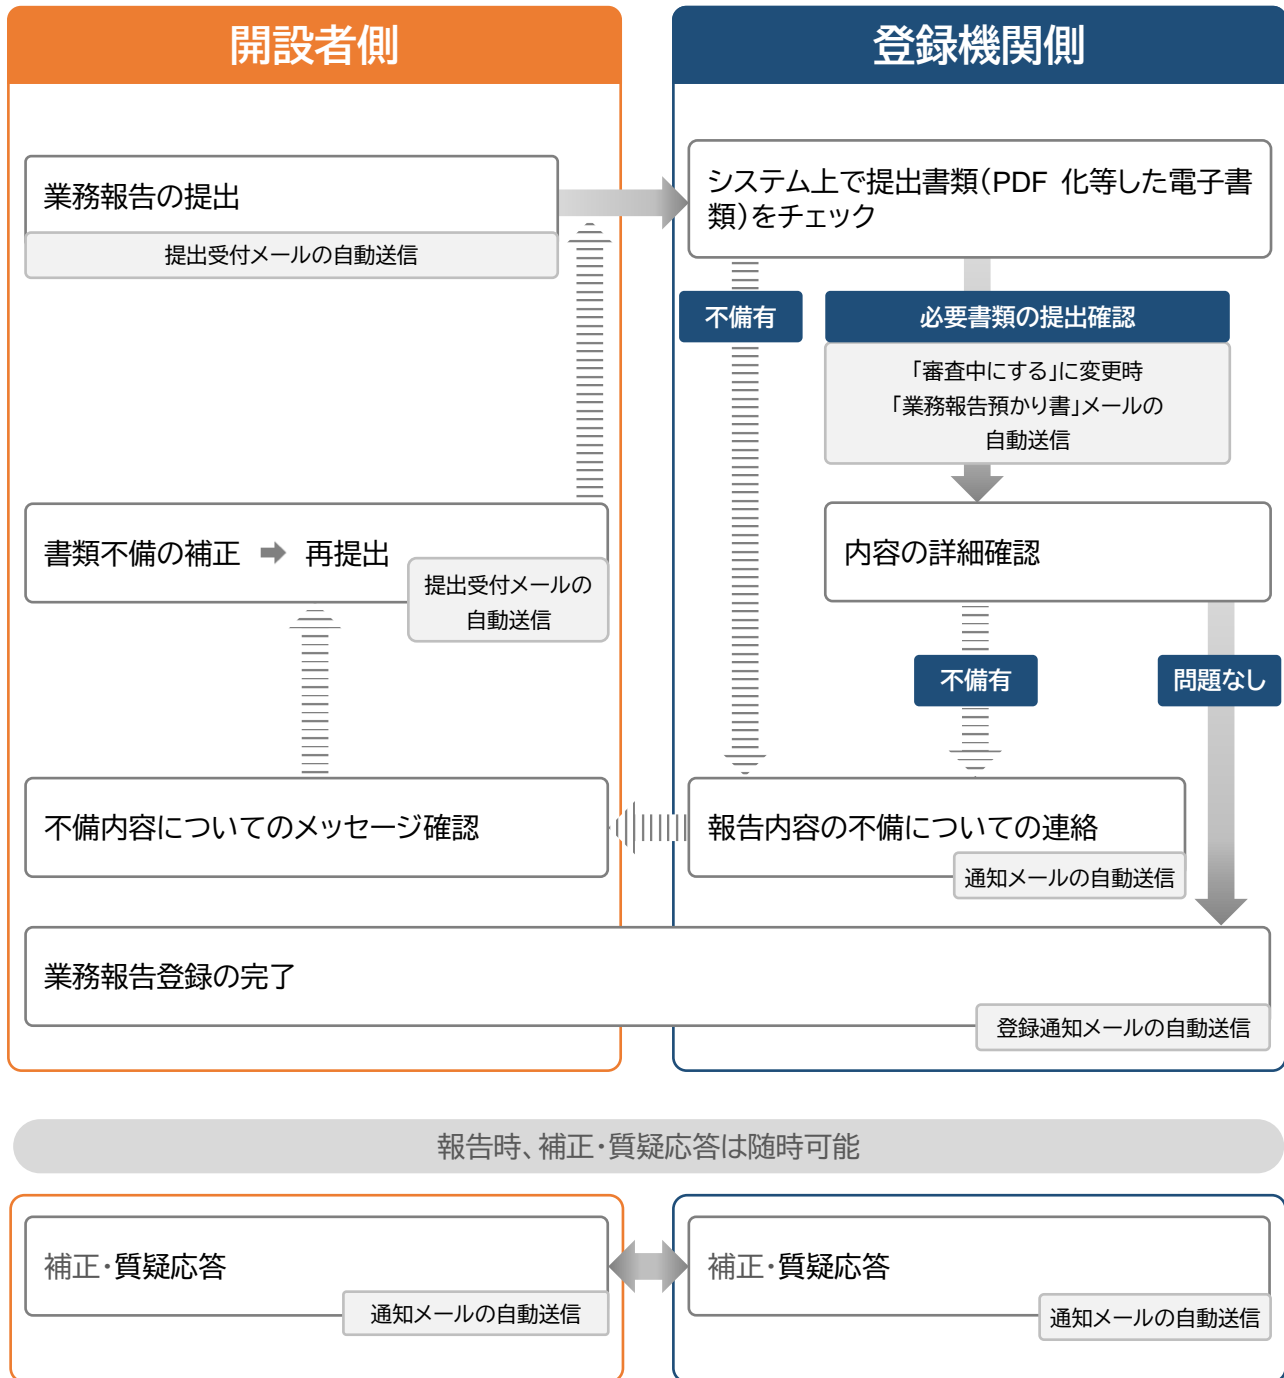 開設者側
登録機関側
業務報告の提出
提出受付メールの自動送信
システム上で提出書類（PDF 化等した電子書
類）をチェック
不備有
必要書類の提出確認
「審査中にする」に変更時
「業務報告預かり書」メールの
自動送信
書類不備の補正 ➡ 再提出
提出受付メールの
自動送信
内容の詳細確認
不備有
問題なし
不備内容についてのメッセージ確認
報告内容の不備についての連絡
通知メールの自動送信
業務報告登録の完了
登録通知メールの自動送信
報告時、補正・質疑応答は随時可能
補正・質疑応答
通知メールの自動送信
補正・質疑応答
通知メールの自動送信